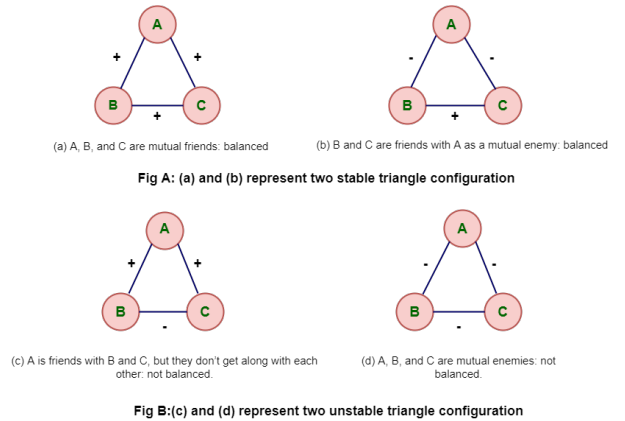 A
A
+ +
- -
B C
B C
+
+
(a) A, B, and C are mutual friends: balanced
(b) B and C are friends with A as a mutual enemy: balanced
Fig A: (a) and (b) represent two stable triangle configuration
A
A
+ +
- -
B C
B C
-
-
(c) A is friends with B and C, but they don't get along with each
other: not balanced.
(d) A, B, and C are mutual enemies: not
balanced.
Fig B:(c) and (d) represent two unstable triangle configuration